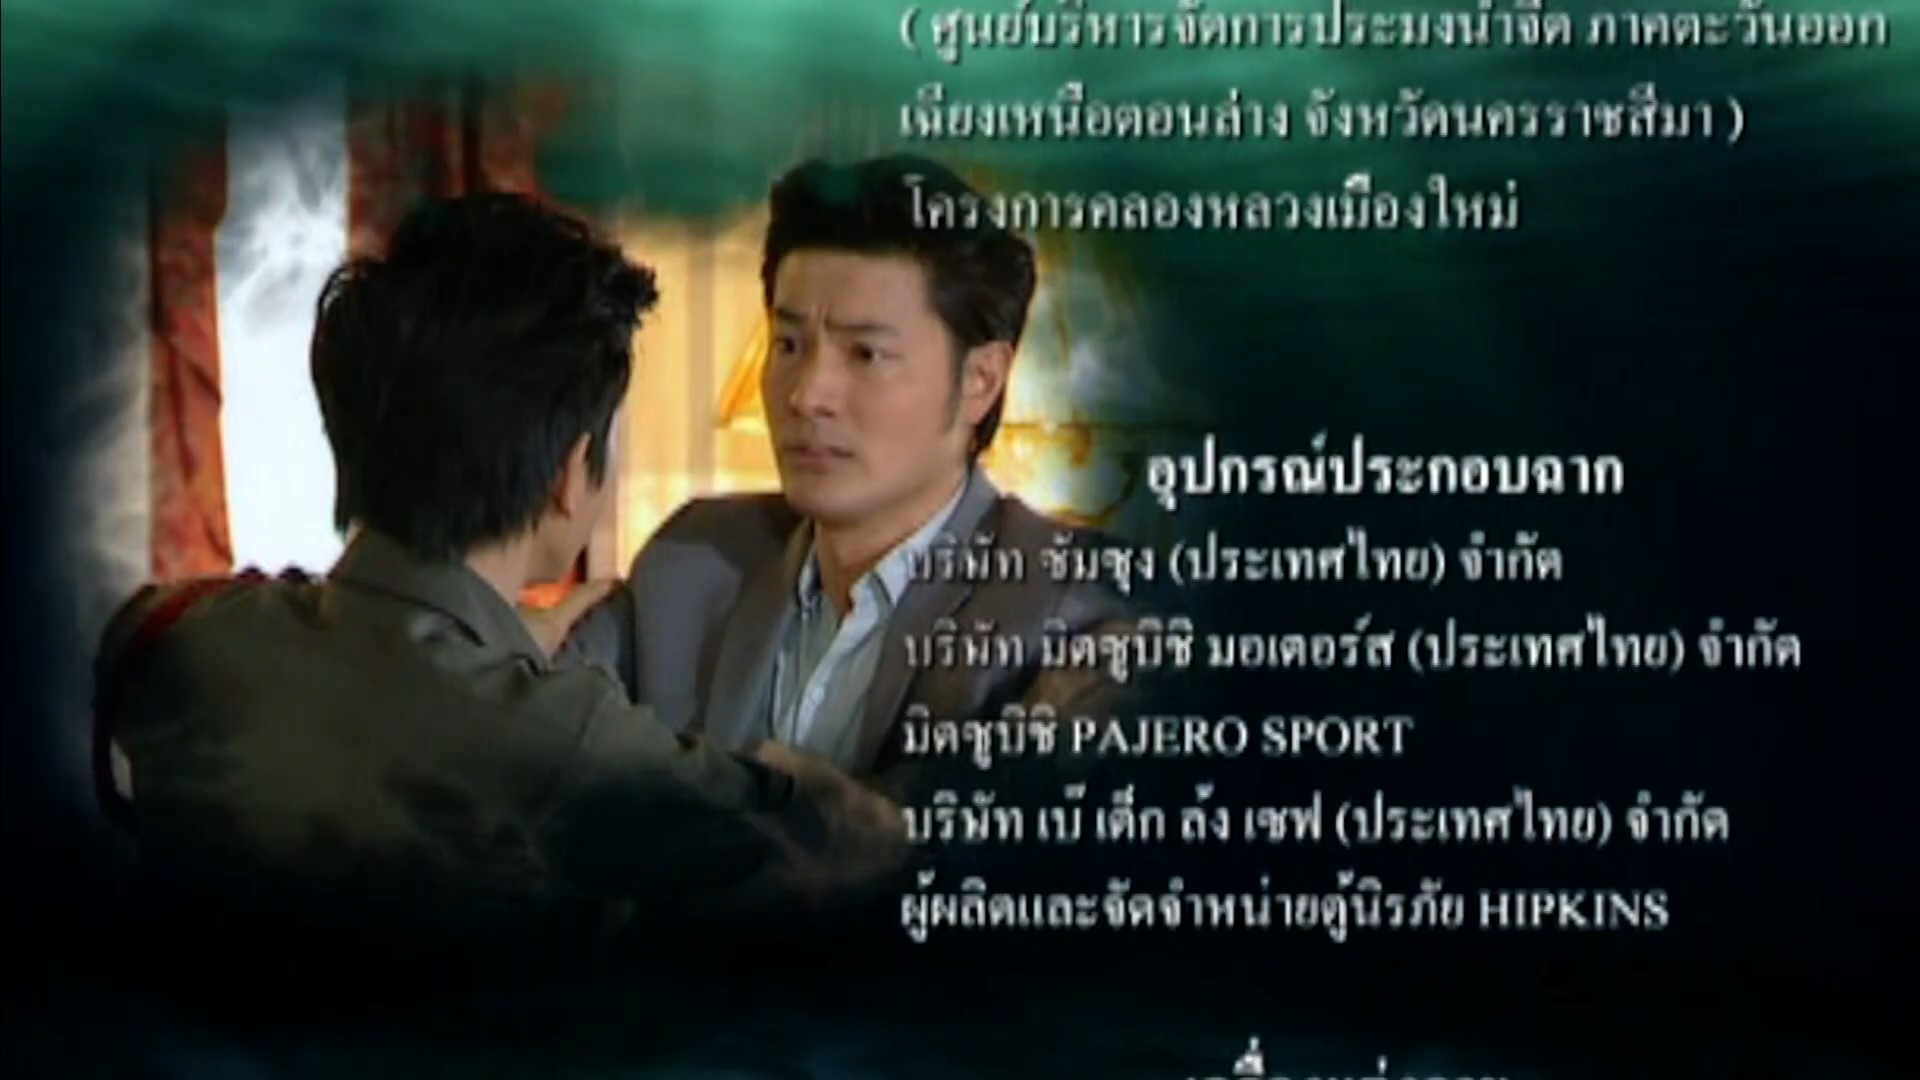 ( ศูนย์บริหารจัดการประมงน้ำจืด ภาคตะวันออก
เฉียงเหนือตอนล่าง จังหวัดนครราชสีมา )
โครงการคลองหลวงเมืองใหม่
อุปกรณ์ประกอบฉาก
บริษัท ซัมซุง (ประเทศไทย) จำกัด
บริษัท มิตซูบิชิ มอเตอร์ส (ประเทศไทย) จำกัด
มิตซูบิชิ PAJERO SPORT
บริษัท เบ๊ เต็ก ล้ง เซฟ (ประเทศไทย) จำกัด
ผู้ผลิตและจัดจำหน่ายตู้นิรภัย HIPKINS